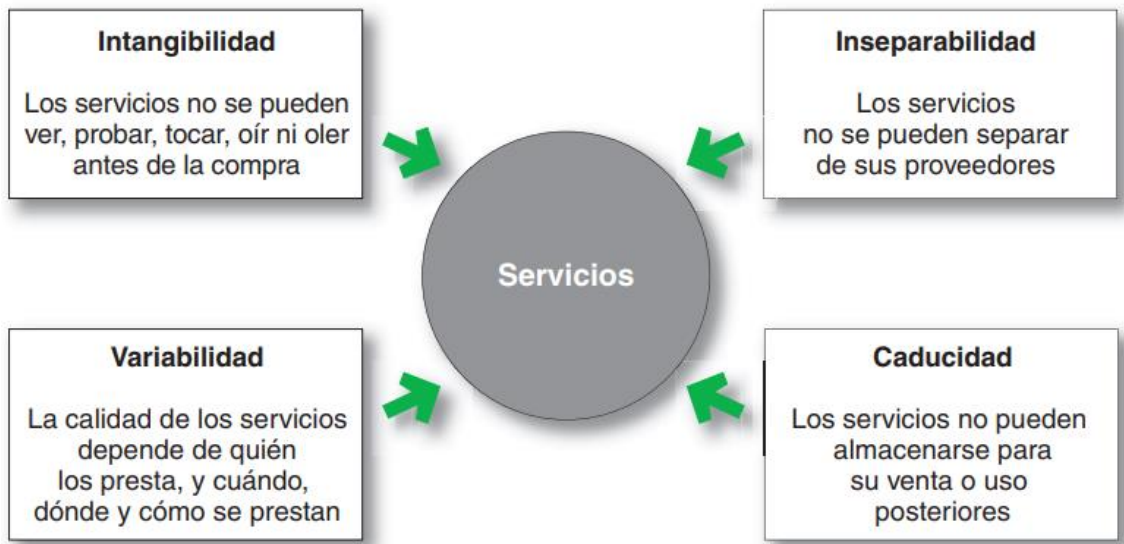 Intangibilidad
Los servicios no se pueden
ver, probar, tocar, oír ni oler
antes de la compra
Inseparabilidad
Los servicios
no se pueden separar
de sus proveedores
Servicios
Variabilidad
La calidad de los servicios
depende de quién
los presta, y cuándo,
dónde y cómo se prestan
Caducidad
Los servicios no pueden
almacenarse para
su venta o uso
posteriores